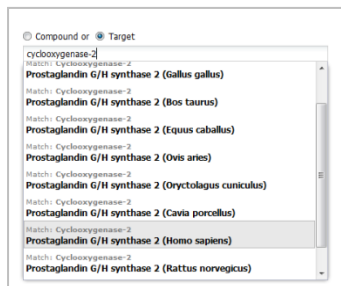 Compound or Target
cyclooxygenase-2
Match: Cyclooxygenase-2
Prostaglandin G/H synthase 2 (Gallus gallus)
Match: Cyclooxygenase-2
Prostaglandin G/H synthase 2 (Bos taurus)
Match: Cyclooxygenase-2
Prostaglandin G/H synthase 2 (Equus caballus)
Match: Cyclooxygenase-2
Prostaglandin G/H synthase 2 (Ovis aries)
Match: Cyclooxygenase-2
Prostaglandin G/H synthase 2 (Oryctolagus cuniculus)
Match: Cyclooxygenase-2
Prostaglandin G/H synthase 2 (Cavia porcellus)
Match: Cyclooxygenase-2
Prostaglandin G/H synthase 2 (Homo sapiens)
Match: Cyclooxygenase-2
Prostaglandin G/H synthase 2 (Rattus norvegicus)